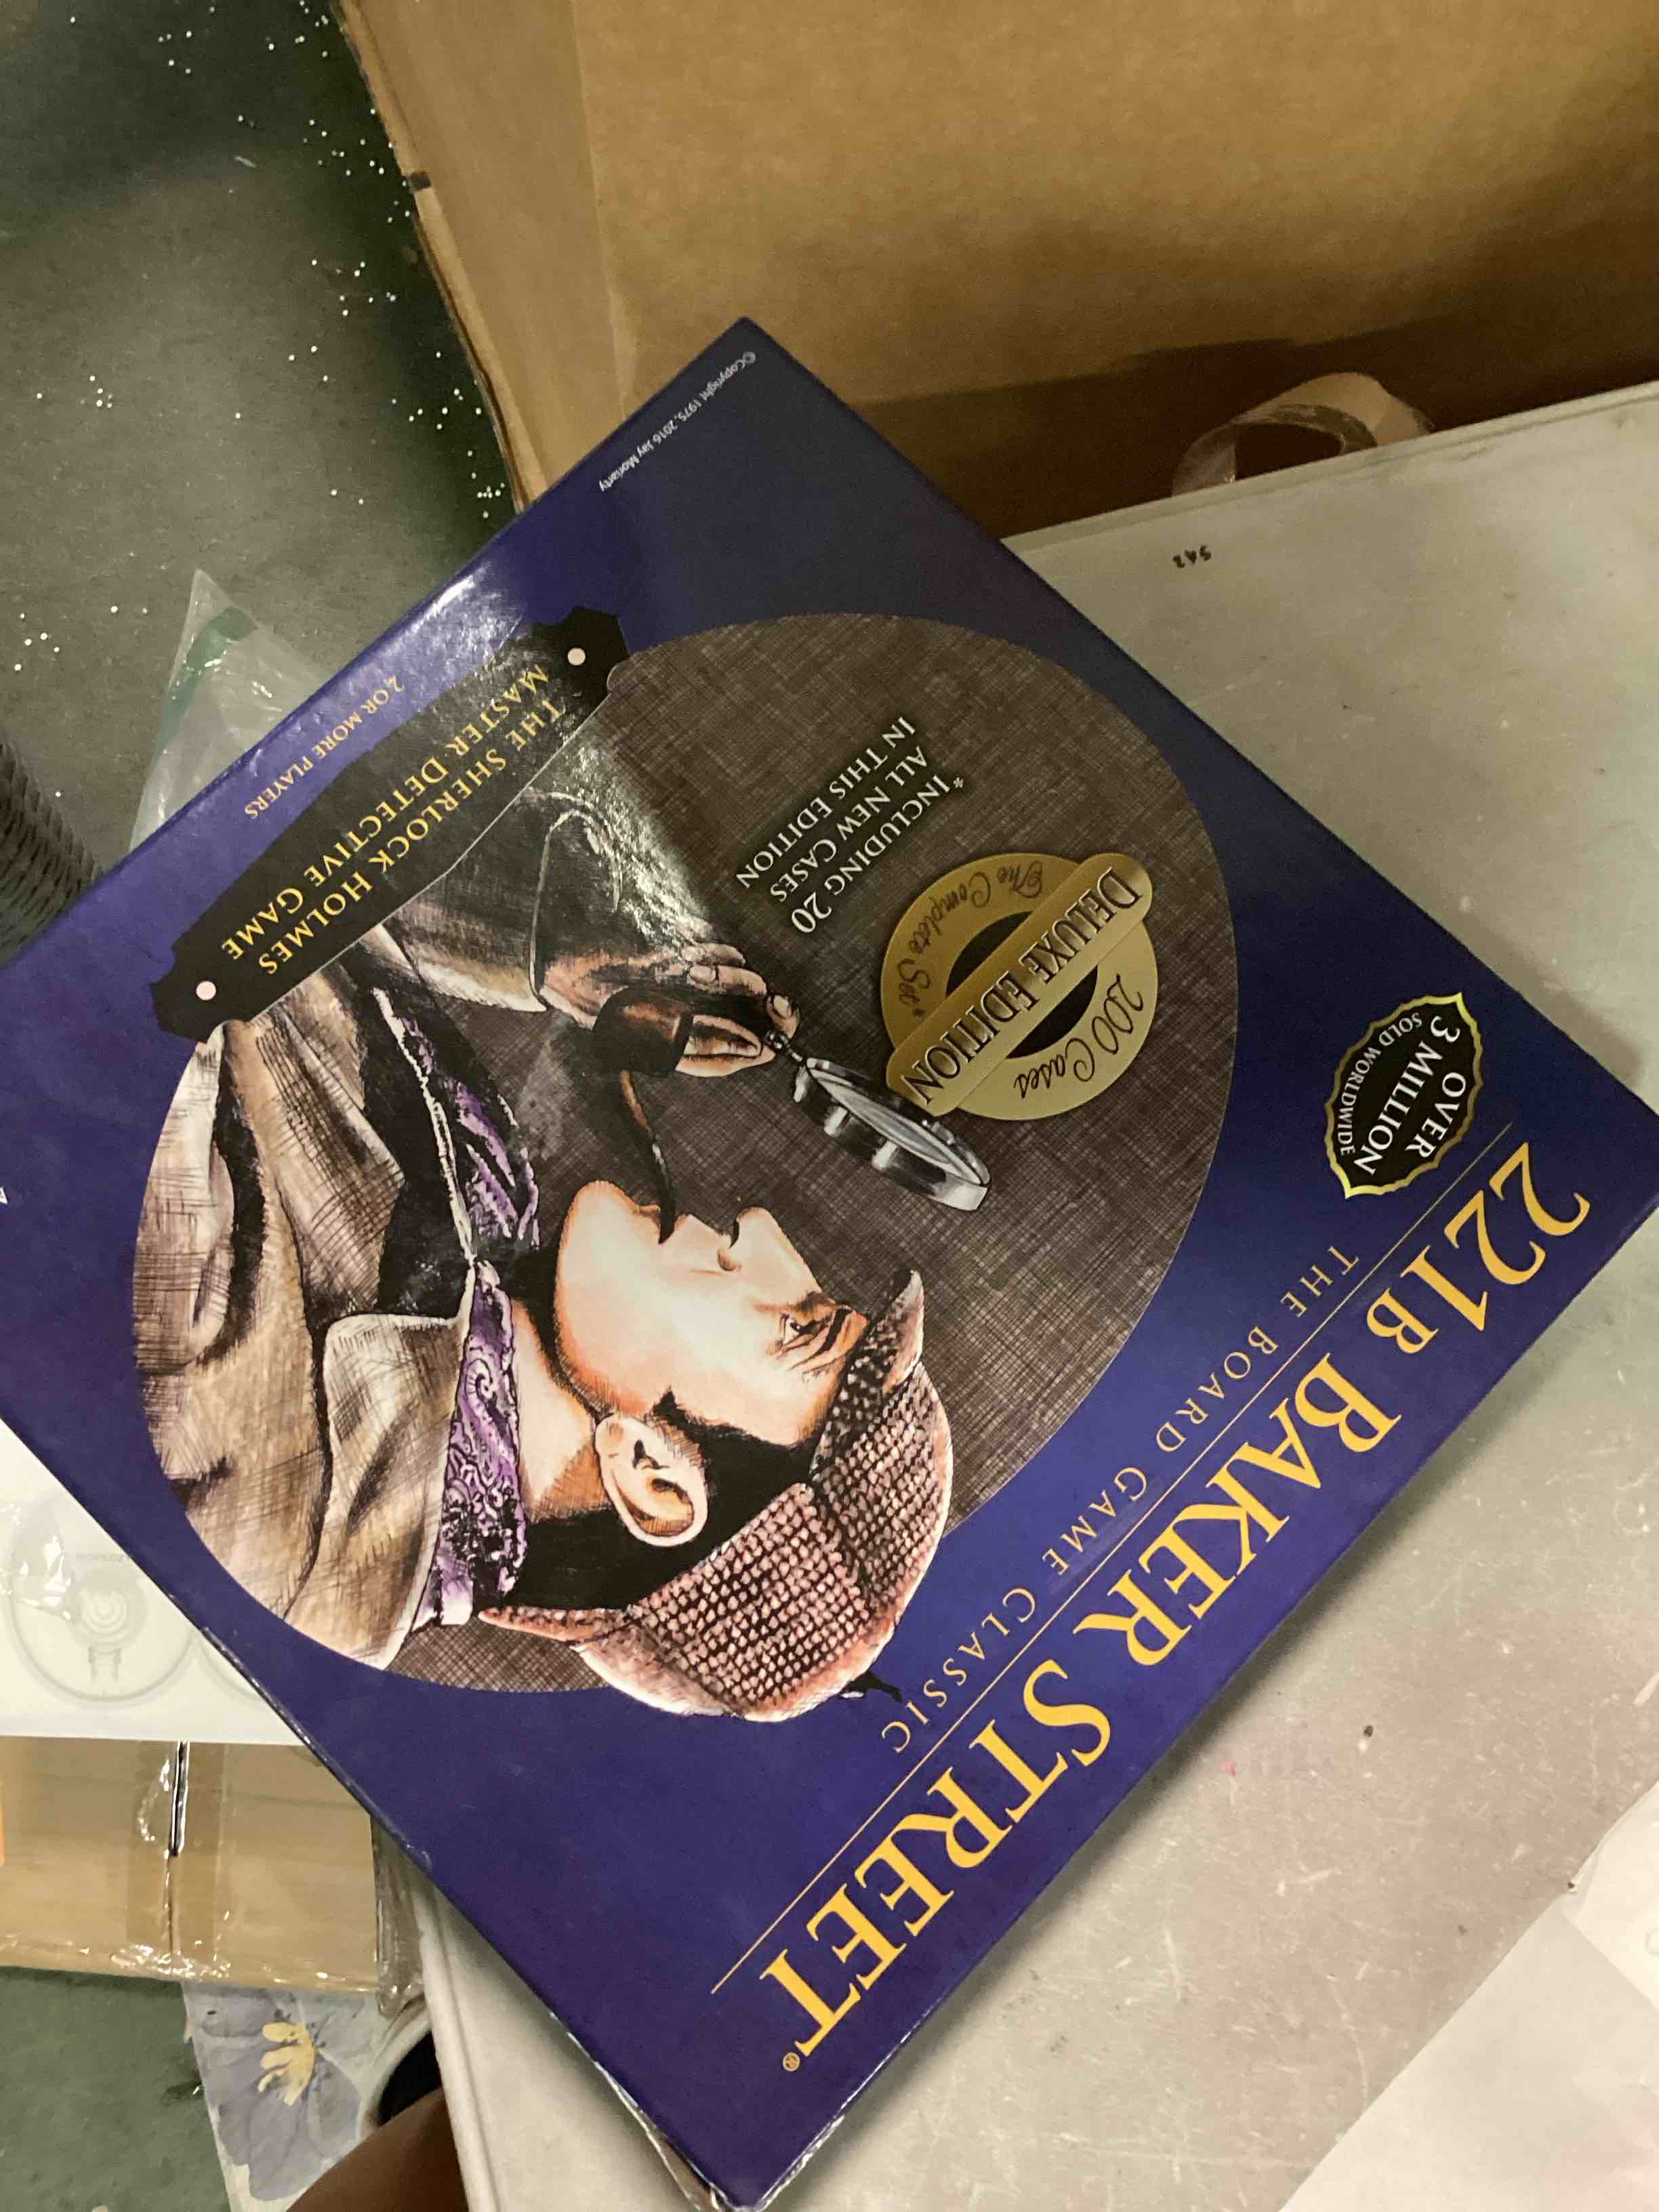 221B BAKER STREET®
THE BOARD GAME CLASSIC
OVER
3 MILLION
SOLD WORLDWIDE
200 Cases
DELUXE EDITION
The Complete Set*
*INCLUDING 20
ALL NEW CASES
IN THIS EDITION
THE SHERLOCK HOLMES
MASTER DETECTIVE GAME
2 OR MORE PLAYERS
©Copyright 1975, 2016 Jay Moriarty
542